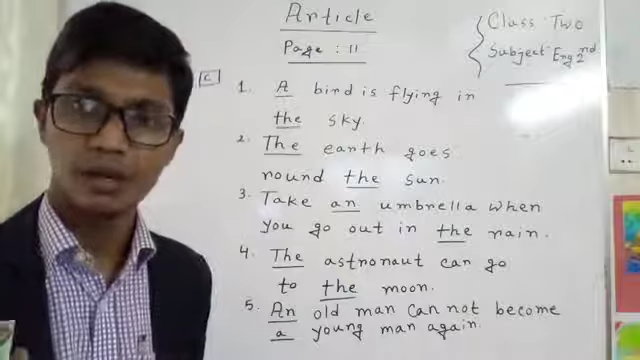 Article
Page : 11
Class Two
Subject: Eng 2nd
C.
1. A bird is flying in
the sky.
2. The earth goes
round the sun.
3. Take an umbrella when
you go out in the rain.
4. The astronaut can go
to the moon.
5. An old man can not become
a young man again.